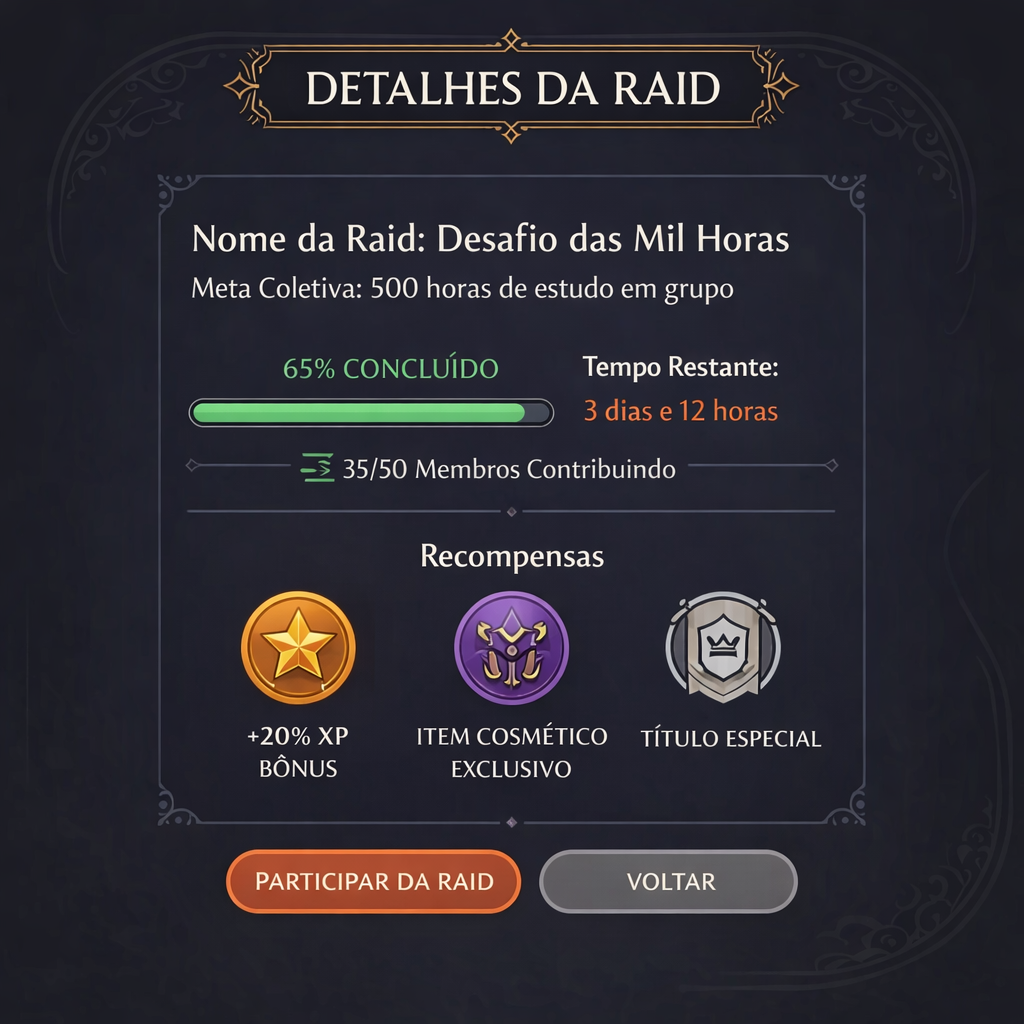 DETALHES DA RAID
Nome da Raid: Desafio das Mil Horas
Meta Coletiva: 500 horas de estudo em grupo
65% CONCLUÍDO
Tempo Restante:
3 dias e 12 horas
35/50 Membros Contribuindo
Recompensas
+20% XP
BÔNUS
ITEM COSMÉTICO
EXCLUSIVO
TÍTULO ESPECIAL
PARTICIPAR DA RAID
VOLTAR